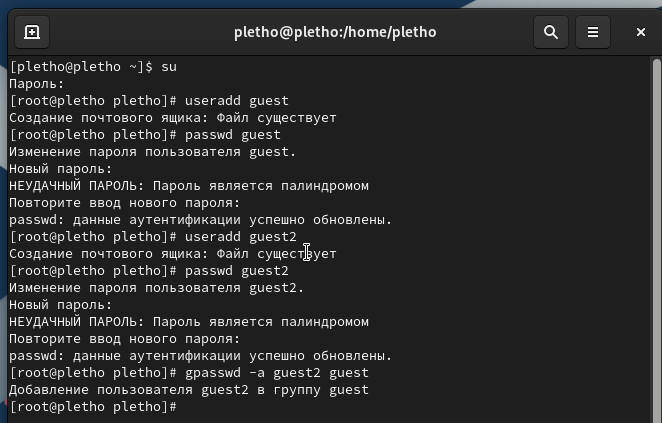 pletho@pletho:/home/pletho
[pletho@pletho ~]$ su
Пароль:
[root@pletho pletho]# useradd guest
Создание почтового ящика: Файл существует
[root@pletho pletho]# passwd guest
Изменение пароля пользователя guest.
Новый пароль:
НЕУДАЧНЫЙ ПАРОЛЬ: Пароль является палиндромом
Повторите ввод нового пароля:
passwd: данные аутентификации успешно обновлены.
[root@pletho pletho]# useradd guest2
Создание почтового ящика: Файл существует
[root@pletho pletho]# passwd guest2
Изменение пароля пользователя guest2.
Новый пароль:
НЕУДАЧНЫЙ ПАРОЛЬ: Пароль является палиндромом
Повторите ввод нового пароля:
passwd: данные аутентификации успешно обновлены.
[root@pletho pletho]# gpasswd -a guest2 guest
Добавление пользователя guest2 в группу guest
[root@pletho pletho]#